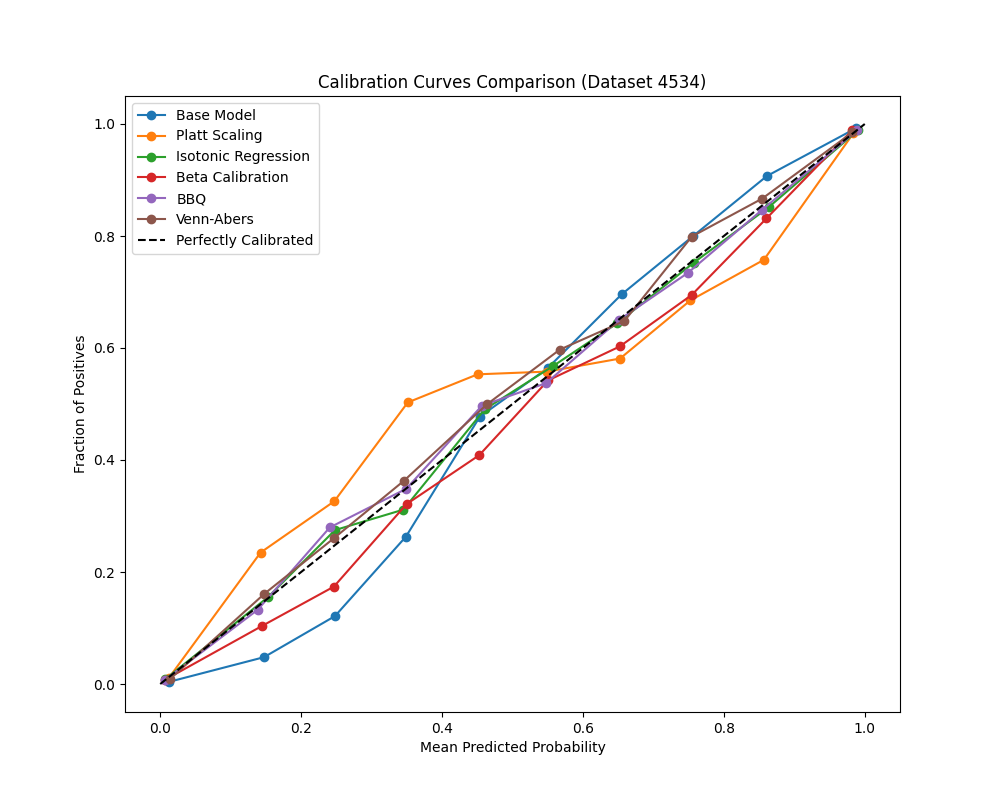 Calibration Curves Comparison (Dataset 4534)
Base Model
Platt Scaling
Isotonic Regression
Beta Calibration
BBQ
Venn-Abers
Perfectly Calibrated
Fraction of Positives
1.0
0.8
0.6
0.4
0.2
0.0
0.0 0.2 0.4 0.6 0.8 1.0
Mean Predicted Probability